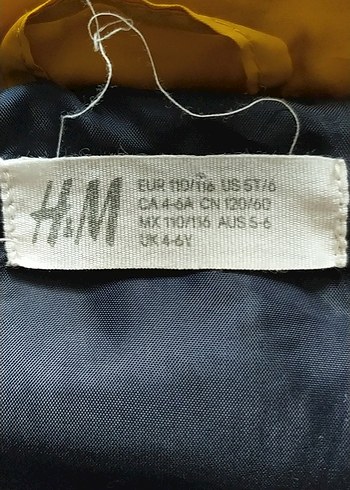 H&M
EUR 110/116 US 5T/6
CA 4-6A CN 120/60
MX 110/116 AUS 5-6
UK 4-6Y